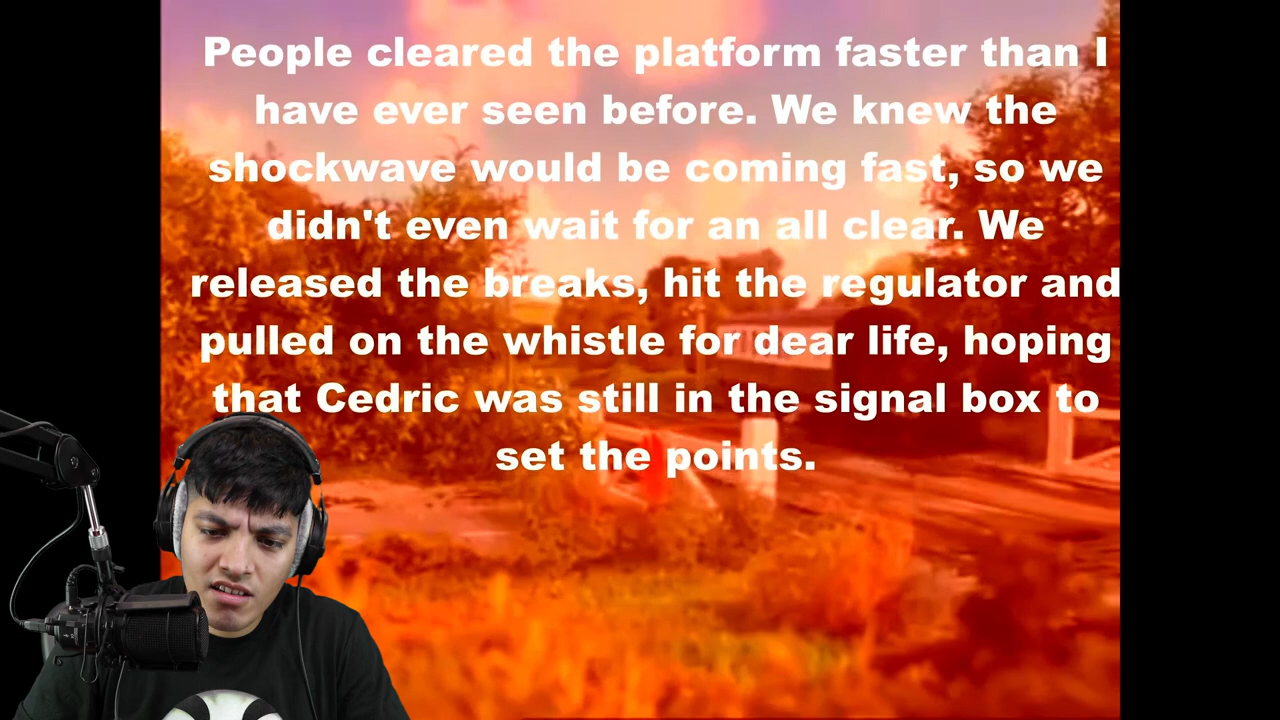 People cleared the platform faster than I
have ever seen before. We knew the
shockwave would be coming fast, so we
didn't even wait for an all clear. We
released the breaks, hit the regulator and
pulled on the whistle for dear life, hoping
that Cedric was still in the signal box to
set the points.